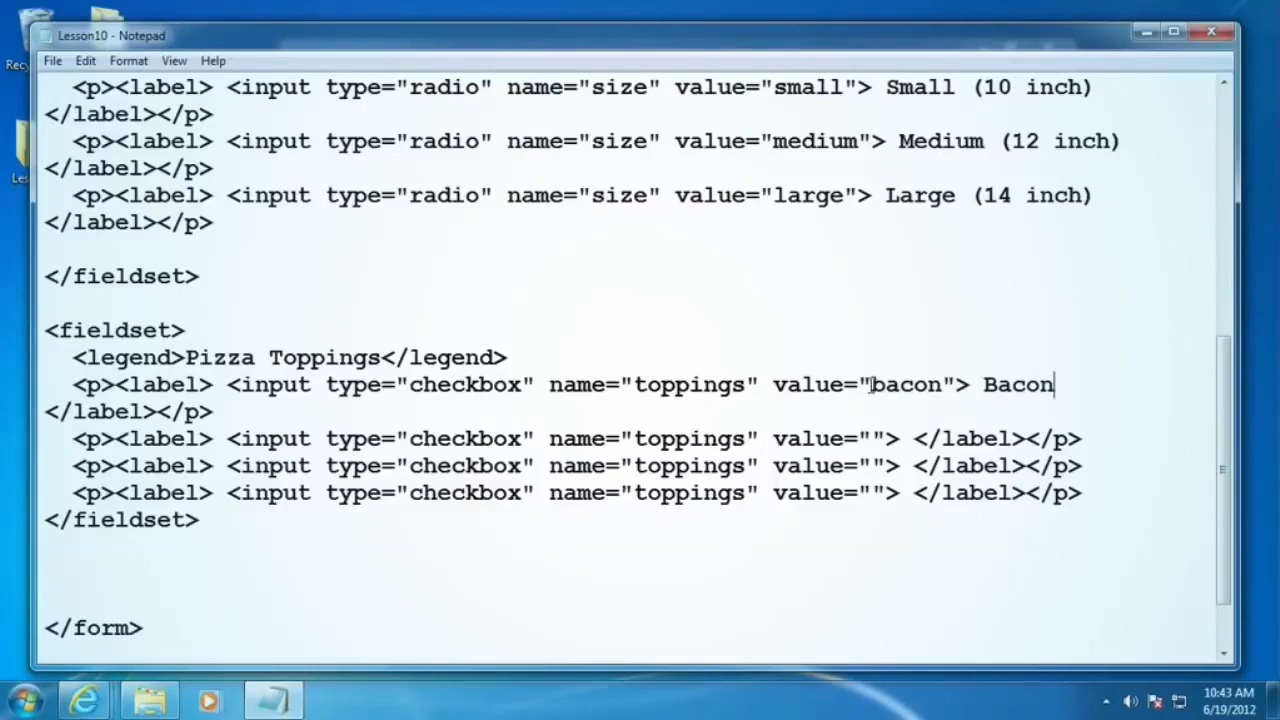 Lesson10 - Notepad
File Edit Format View Help
<p><label> <input type="radio" name="size" value="small"> Small (10 inch)
</label></p>
<p><label> <input type="radio" name="size" value="medium"> Medium (12 inch)
</label></p>
<p><label> <input type="radio" name="size" value="large"> Large (14 inch)
</label></p>
</fieldset>
<fieldset>
<legend>Pizza Toppings</legend>
<p><label> <input type="checkbox" name="toppings" value="bacon"> Bacon
</label></p>
<p><label> <input type="checkbox" name="toppings" value=""> </label></p>
<p><label> <input type="checkbox" name="toppings" value=""> </label></p>
<p><label> <input type="checkbox" name="toppings" value=""> </label></p>
</fieldset>
</form>
Recy
Les
10:43 AM
6/19/2012